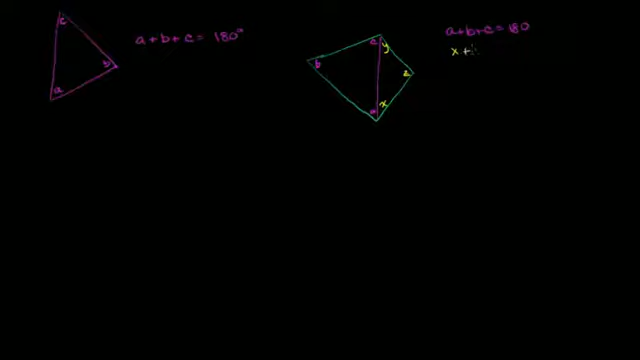 c
a + b + c = 180°
b
a
a + b + c = 180
x +
c
y
b
z
x
a